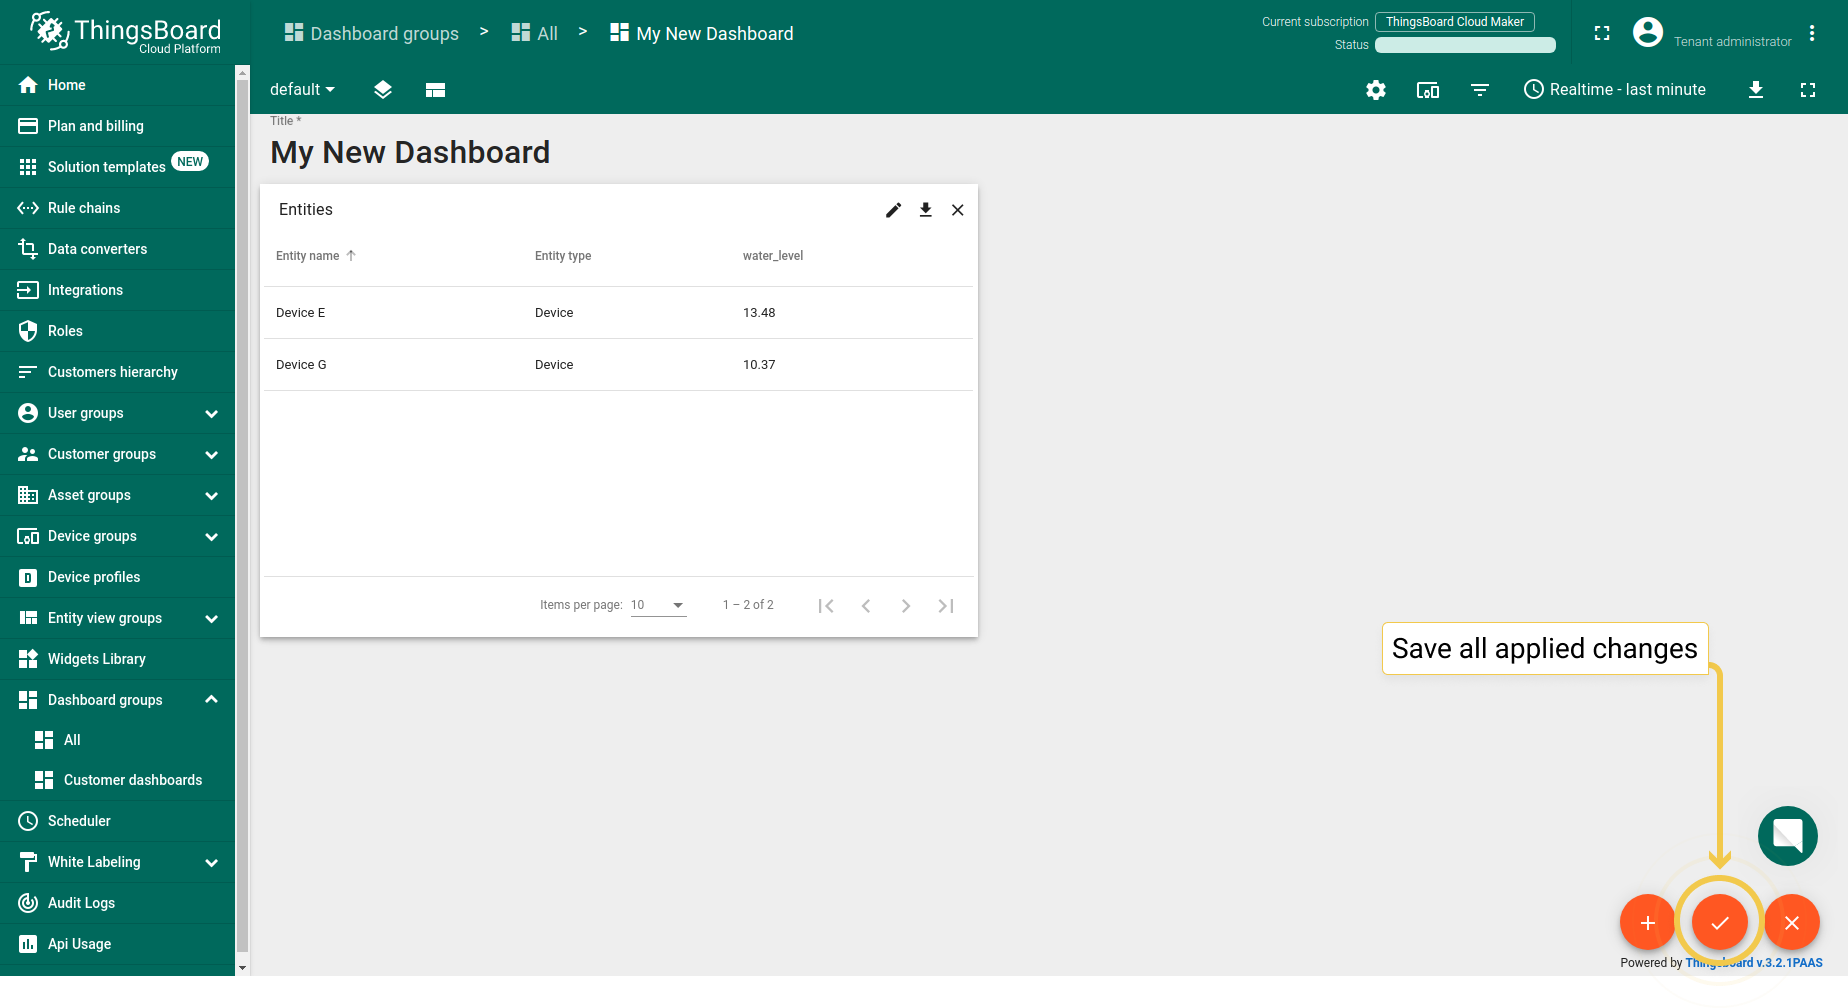 ThingsBoard
Cloud Platform
Dashboard groups > All > My New Dashboard
Current subscription ThingsBoard Cloud Maker
Status
Tenant administrator
default
Realtime - last minute
Home
Plan and billing
Solution templates NEW
Rule chains
Data converters
Integrations
Roles
Customers hierarchy
User groups
Customer groups
Asset groups
Device groups
Device profiles
Entity view groups
Widgets Library
Dashboard groups
All
Customer dashboards
Scheduler
White Labeling
Audit Logs
Api Usage
Title *
My New Dashboard
Entities
Entity name Entity type water_level
Device E Device 13.48
Device G Device 10.37
Items per page: 10 1 – 2 of 2
Save all applied changes
Powered by Thingsboard v.3.2.1PAAS